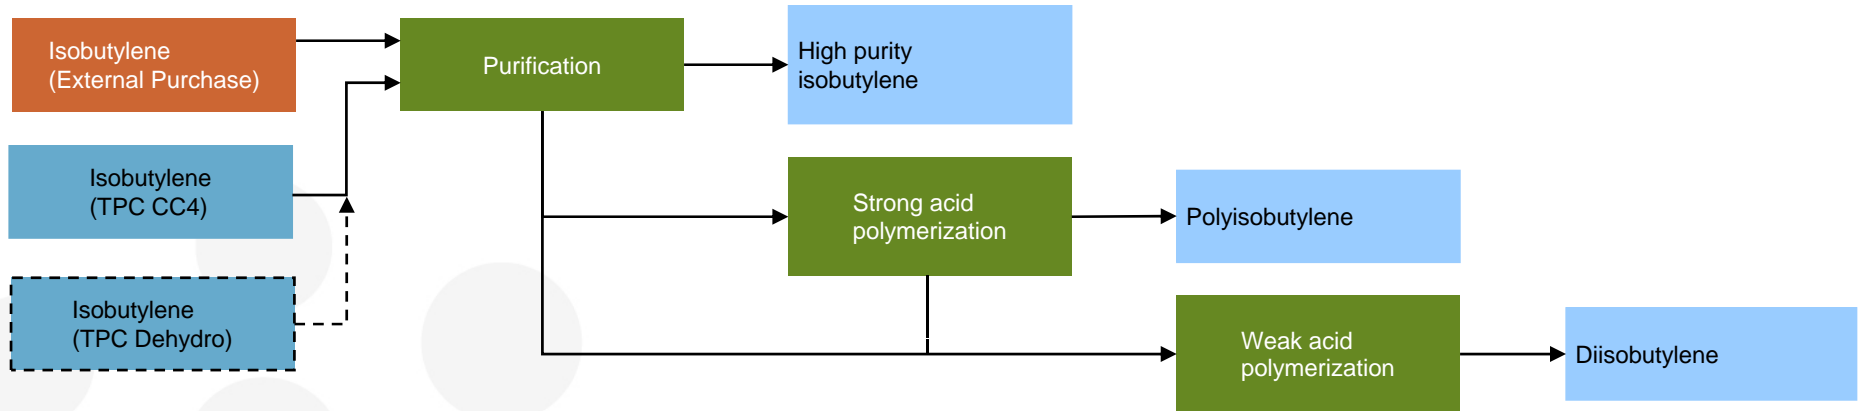 Isobutylene
(External Purchase)
Purification
High purity
isobutylene
Isobutylene
(TPC CC4)
Strong acid
polymerization
Polyisobutylene
Isobutylene
(TPC Dehydro)
Weak acid
polymerization
Diisobutylene